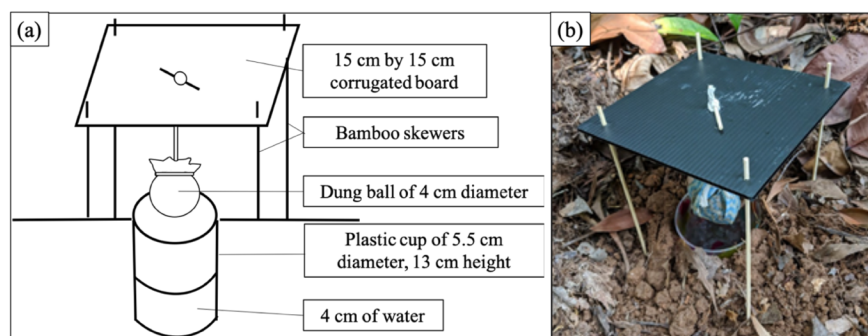 (a)
15 cm by 15 cm
corrugated board
Bamboo skewers
Dung ball of 4 cm diameter
Plastic cup of 5.5 cm
diameter, 13 cm height
4 cm of water
(b)